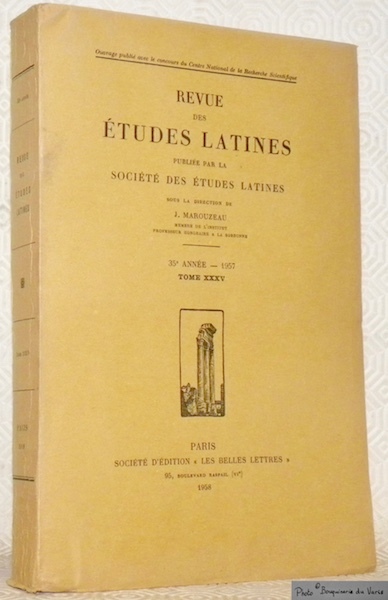 Ouvrage publié avec le concours du Centre National de la Recherche Scientifique
REVUE
DES
ÉTUDES LATINES
PUBLIÉE PAR LA
SOCIÉTÉ DES ÉTUDES LATINES
SOUS LA DIRECTION DE
J. MAROUZEAU
MEMBRE DE L'INSTITUT
PROFESSEUR HONORAIRE A LA SORBONNE
35e ANNÉE — 1957
TOME XXXV
PARIS
SOCIÉTÉ D'ÉDITION « LES BELLES LETTRES »
95, BOULEVARD RASPAIL [VIe]
1958
REVUE
DES
ÉTUDES
LATINES
Photo © Bouquinerie du Varis